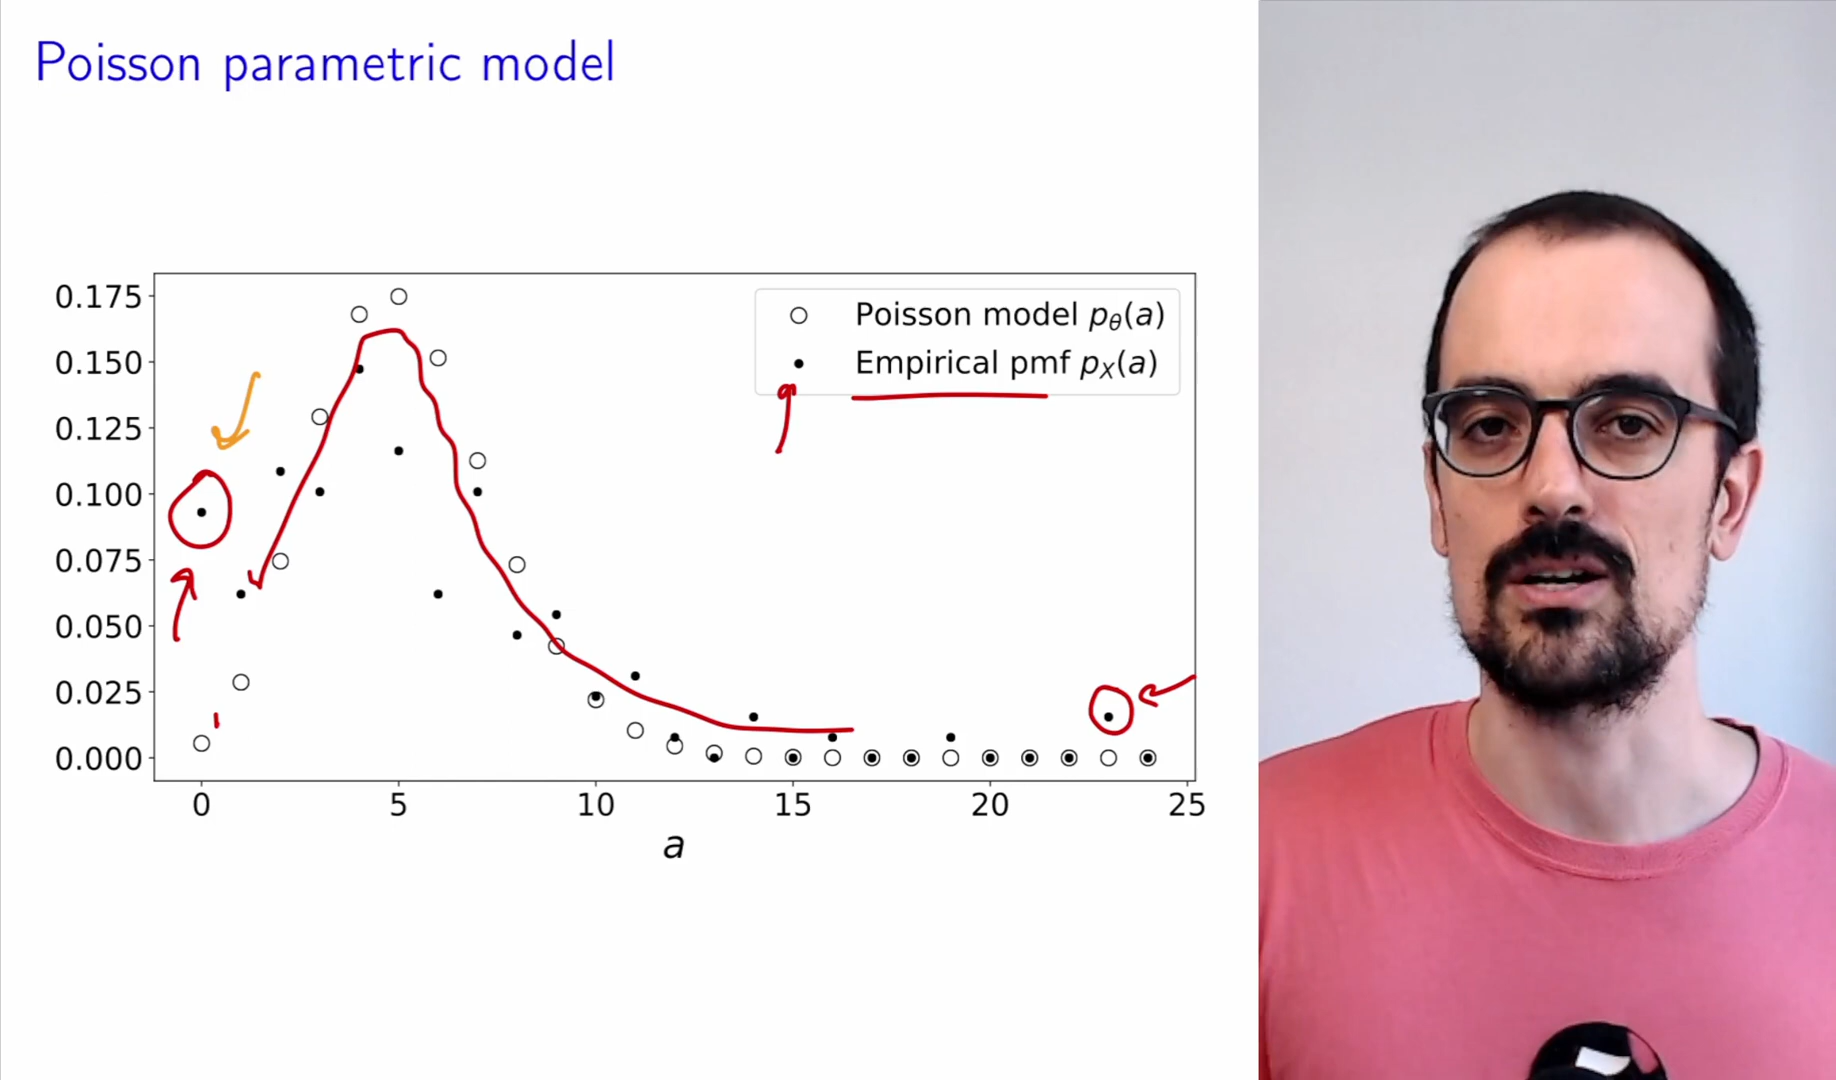 Poisson parametric model
Poisson model pθ(a)
Empirical pmf pX(a)
0.175
0.150
0.125
0.100
0.075
0.050
0.025
0.000
0 5 10 15 20 25
a